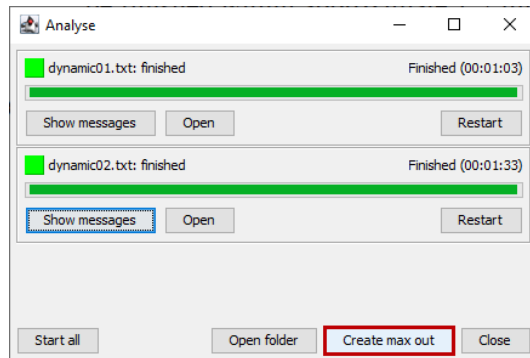 Analyse
dynamic01.txt: finished Finished (00:01:03)
Show messages Open Restart
dynamic02.txt: finished Finished (00:01:33)
Show messages Open Restart
Start all Open folder Create max out Close